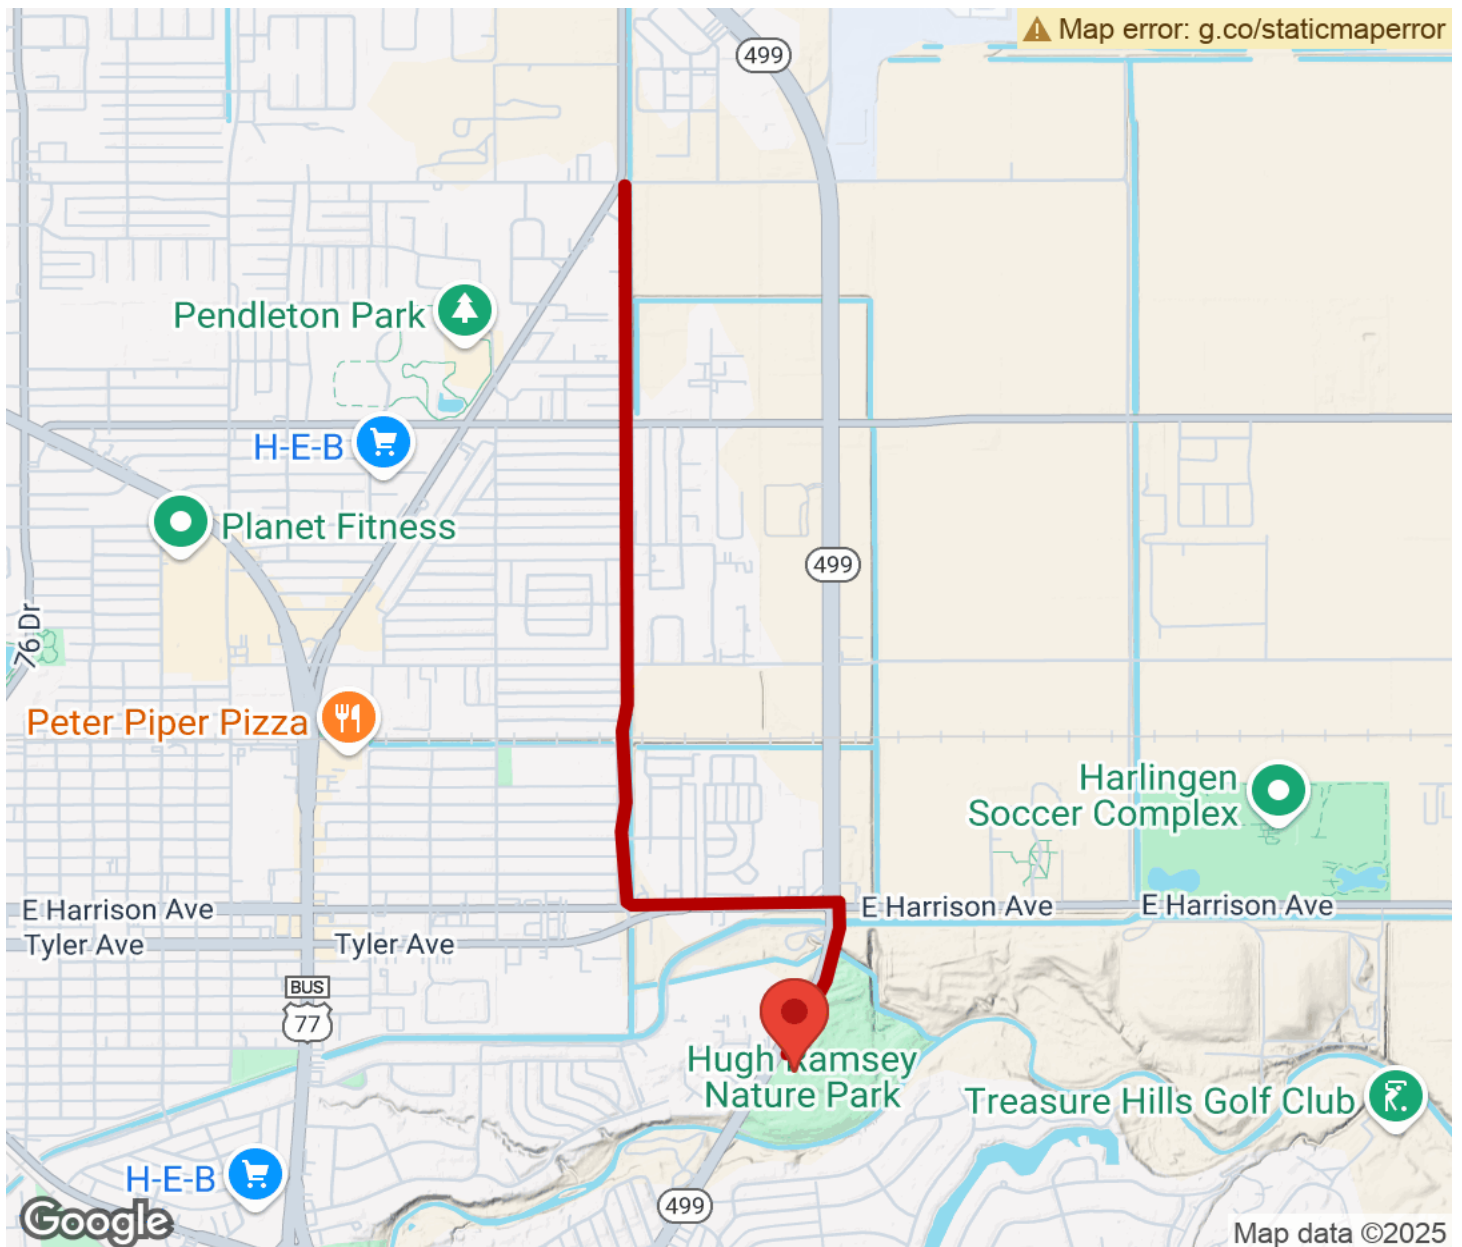 Map error: g.co/staticmaperror
499
Pendleton Park
H-E-B
Planet Fitness
499
76 Dr
Peter Piper Pizza
Harlingen
Soccer Complex
E Harrison Ave
E Harrison Ave
E Harrison Ave
Tyler Ave
Tyler Ave
BUS
77
Hugh Ramsey
Nature Park
Treasure Hills Golf Club
H-E-B
499
Google
Map data ©2025